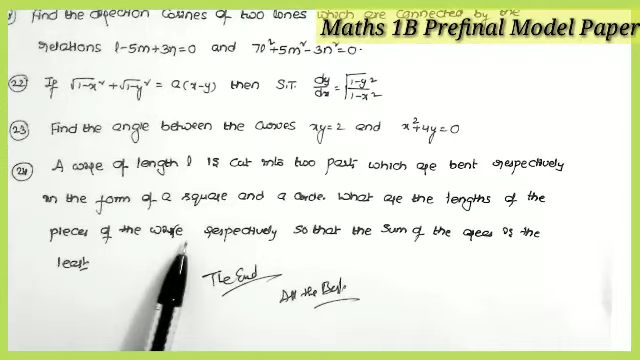 Maths 1B Prefinal Model Paper
Find the direction cosines of two lines which are connected by the
relations l-5m+3n=0 and 7l²+5m²-3n²=0.
22) If √1-x² + √1-y² = a(x-y) then S.T. dy/dx = √1-y²/1-x²
23) Find the angle between the curves xy=2 and x²+4y=0
24) A wire of length l is cut into two parts which are bent respectively
in the form of a square and a circle. What are the lengths of the
pieces of the wire respectively so that the sum of the areas is the
least
The End
All the Best